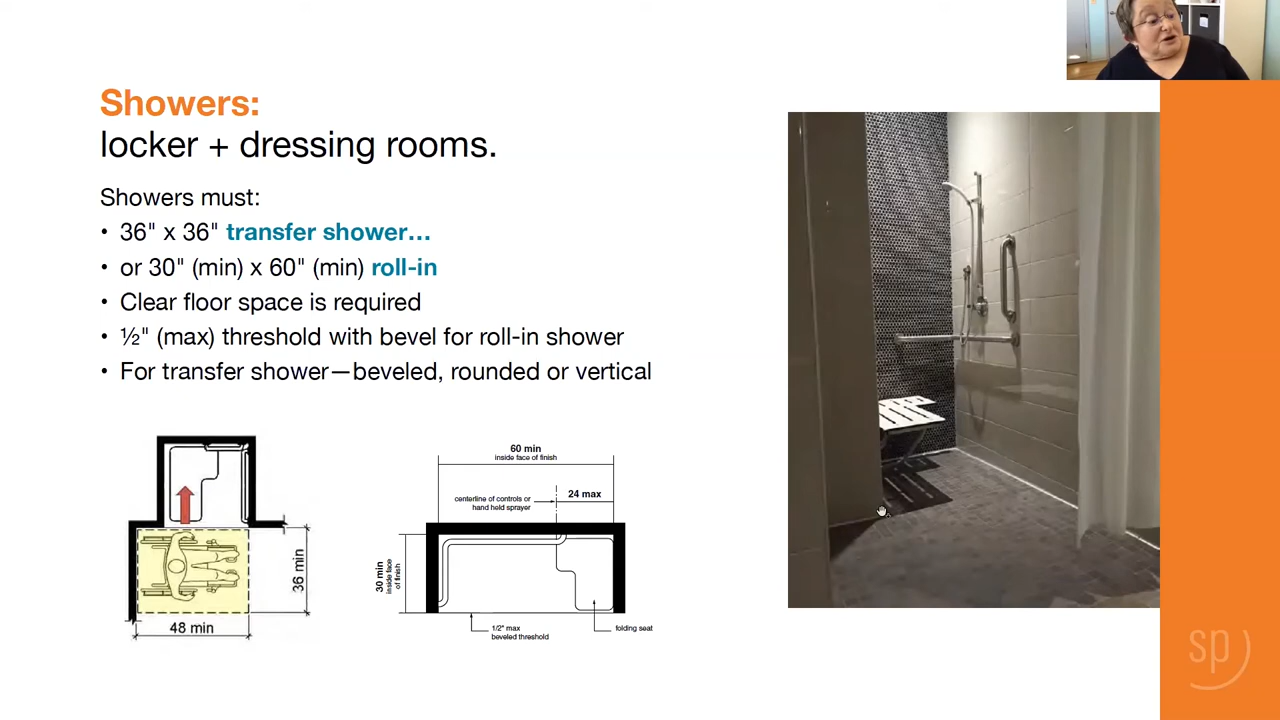 Showers:
locker + dressing rooms.
Showers must:
• 36" x 36" transfer shower...
• or 30" (min) x 60" (min) roll-in
• Clear floor space is required
• ½" (max) threshold with bevel for roll-in shower
• For transfer shower—beveled, rounded or vertical
36 min
48 min
60 min
inside face of finish
centerline of controls or
hand held sprayer
24 max
30 min
inside face
of finish
1/2" max
beveled threshold
folding seat
sp